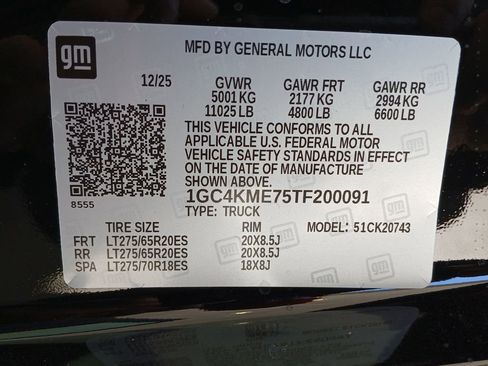 gm
MFD BY GENERAL MOTORS LLC
12/25 GVWR GAWR FRT GAWR RR
5001 KG 2177 KG 2994 KG
11025 LB 4800 LB 6600 LB
THIS VEHICLE CONFORMS TO ALL
APPLICABLE U.S. FEDERAL MOTOR
VEHICLE SAFETY STANDARDS IN EFFECT
ON THE DATE OF MANUFACTURE
SHOWN ABOVE.
1GC4KME75TF200091
8555
TYPE: TRUCK
TIRE SIZE RIM MODEL: 51CK20743
FRT LT275/65R20ES 20X8.5J
RR LT275/65R20ES 20X8.5J
SPA LT275/70R18ES 18X8J